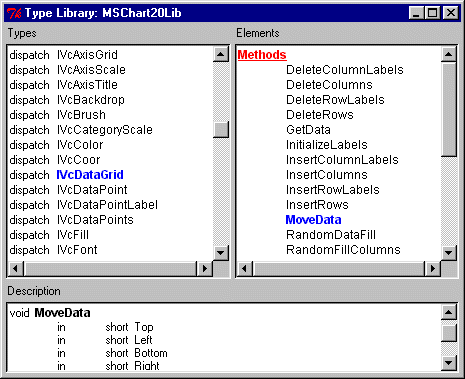 Type Library: MSChart20Lib
Types
dispatch IVcAxisGrid
dispatch IVcAxisScale
dispatch IVcAxisTitle
dispatch IVcBackdrop
dispatch IVcBrush
dispatch IVcCategoryScale
dispatch IVcColor
dispatch IVcCoor
dispatch IVcDataGrid
dispatch IVcDataPoint
dispatch IVcDataPointLabel
dispatch IVcDataPoints
dispatch IVcFill
dispatch IVcFont
Elements
Methods
DeleteColumnLabels
DeleteColumns
DeleteRowLabels
DeleteRows
GetData
InitializeLabels
InsertColumnLabels
InsertColumns
InsertRowLabels
InsertRows
MoveData
RandomDataFill
RandomFillColumns
Description
void MoveData
in short Top
in short Left
in short Bottom
in short Right